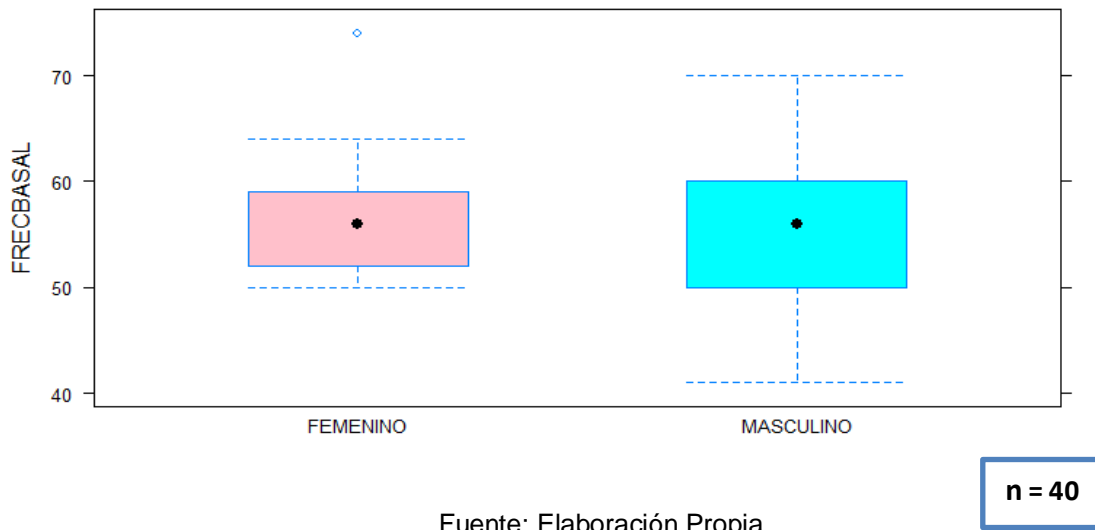 FRECBASAL
70
60
50
40
FEMENINO MASCULINO
n = 40
Fuente: Elaboración Propia